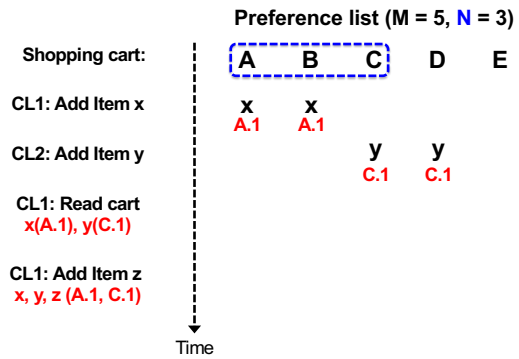 Preference list (M = 5, N = 3)
Shopping cart: A B C D E
CL1: Add Item x x x
A.1 A.1
CL2: Add Item y y y
C.1 C.1
CL1: Read cart
x(A.1), y(C.1)
CL1: Add Item z
x, y, z (A.1, C.1)
Time